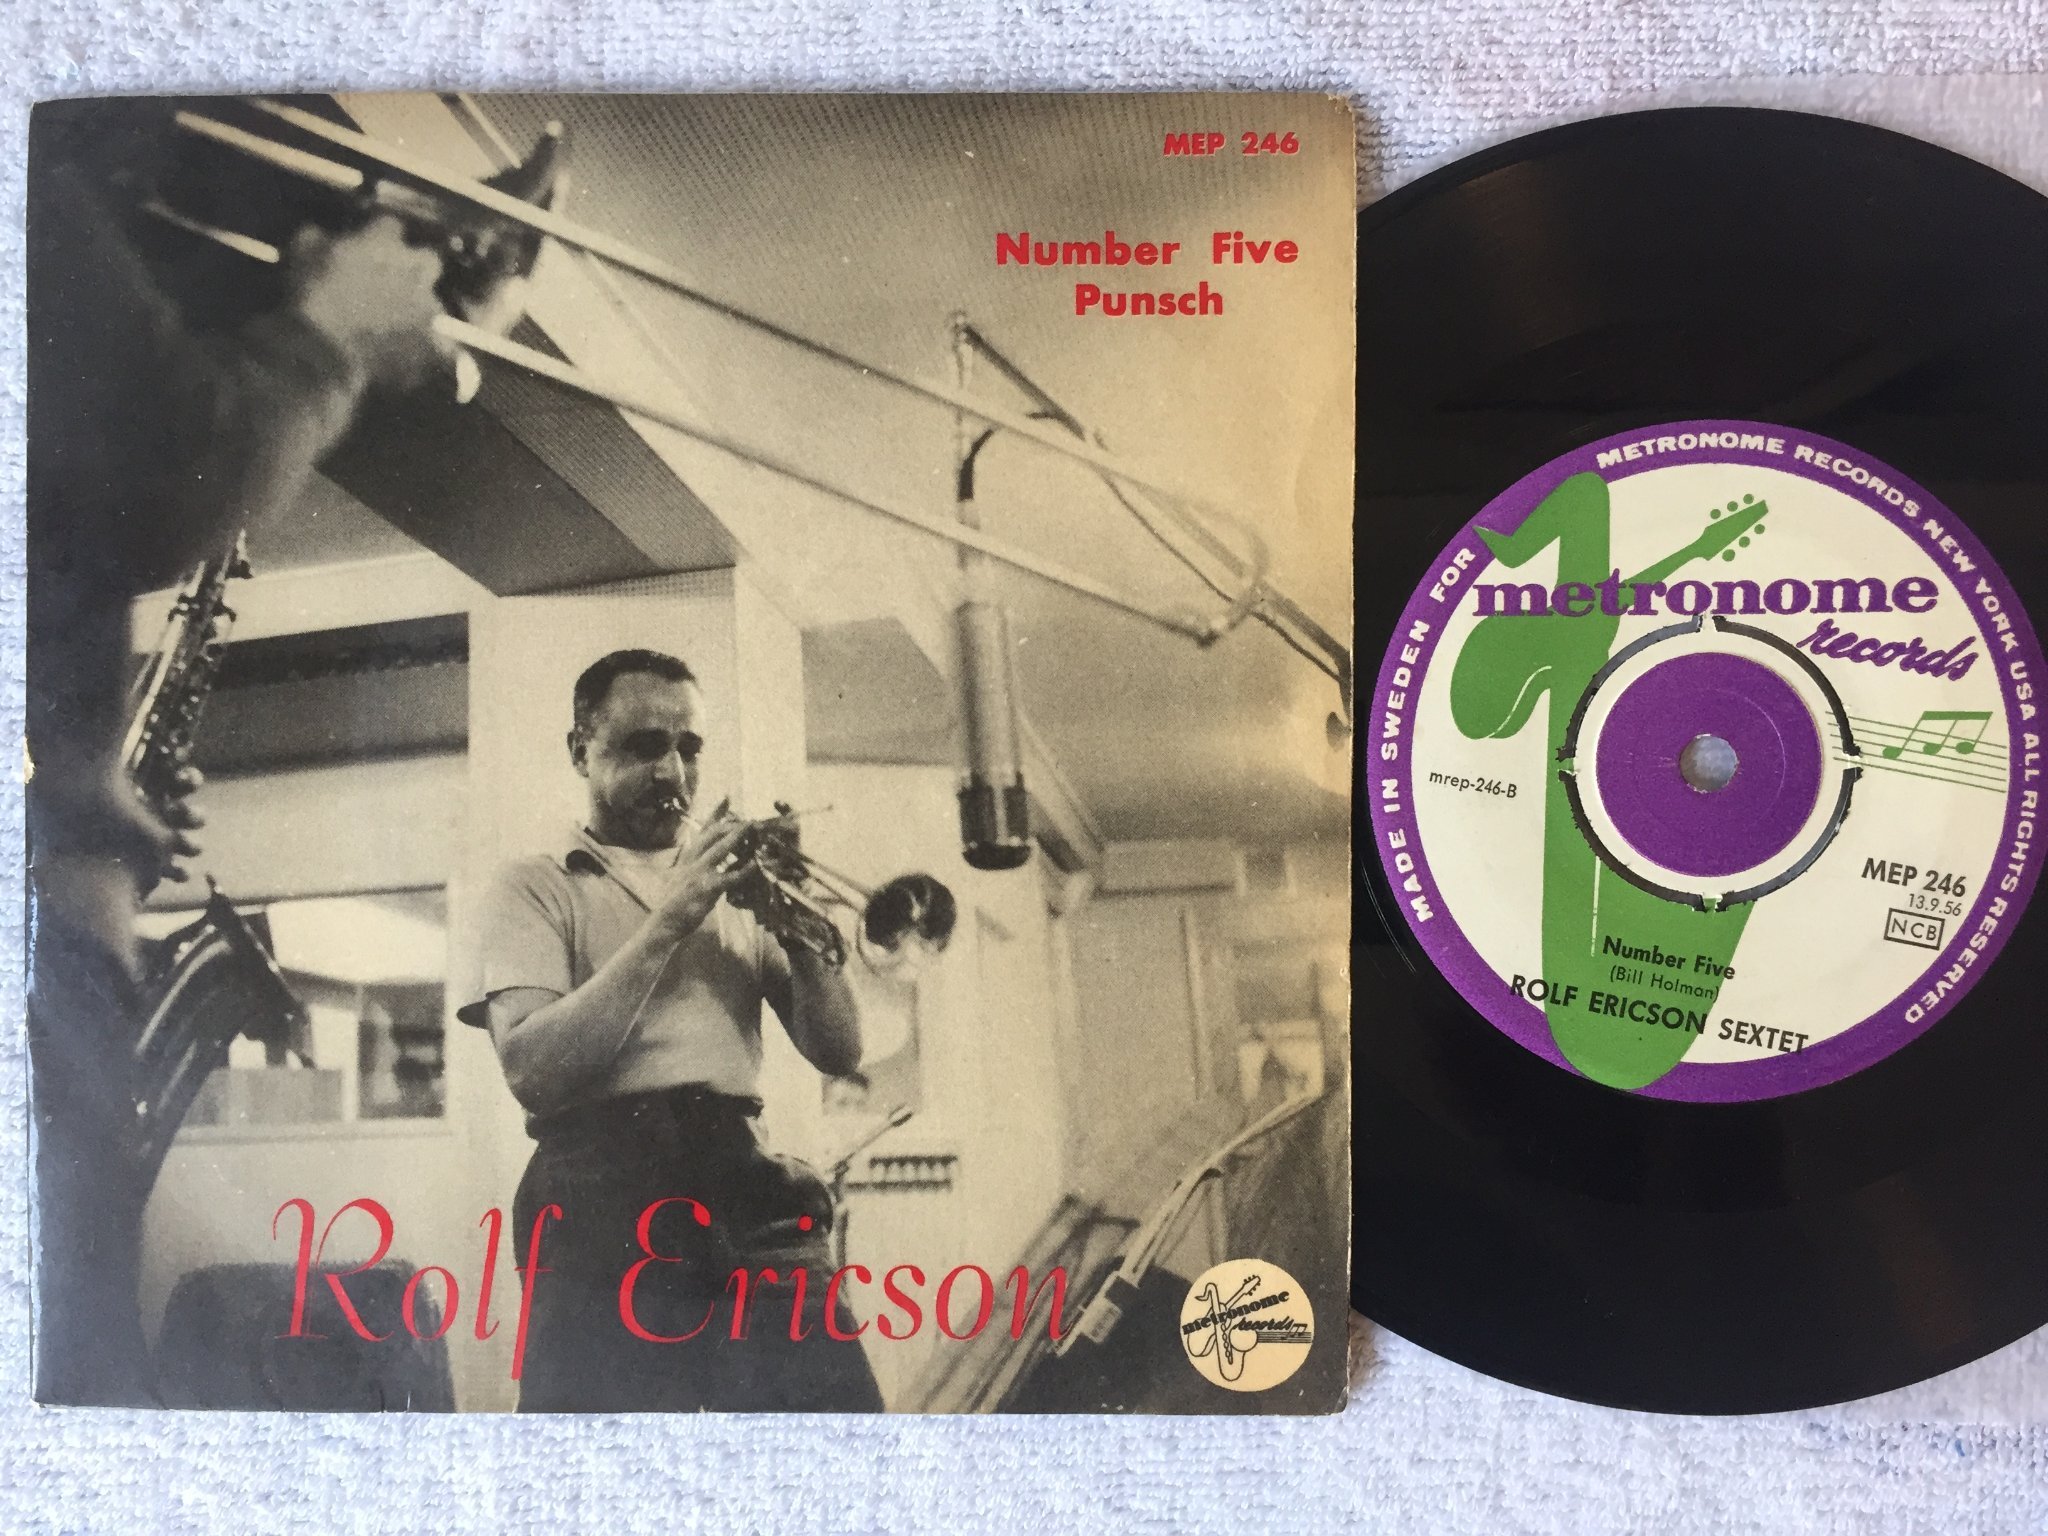 MEP 246
Number Five
Punsch
Rolf Ericson
metronome
records
MADE IN SWEDEN FOR METRONOME RECORDS NEW YORK USA ALL RIGHTS RESERVED
metronome
records
mrep-246-B
MEP 246
13.9.56
NCB
Number Five
(Bill Holman)
ROLF ERICSON SEXTET